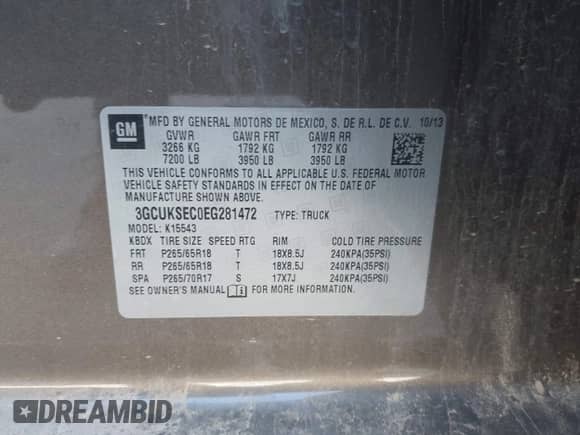 GM
MFD BY GENERAL MOTORS DE MEXICO, S. DE R.L. DE C.V. 10/13
GVWR GAWR FRT GAWR RR
3266 KG 1792 KG 1792 KG
7200 LB 3950 LB 3950 LB
THIS VEHICLE CONFORMS TO ALL APPLICABLE U.S. FEDERAL MOTOR
VEHICLE SAFETY STANDARDS IN EFFECT ON THE DATE OF
MANUFACTURE SHOWN ABOVE.
3GCUKSEC0EG281472 TYPE: TRUCK
MODEL: K15543
KBDX TIRE SIZE SPEED RTG RIM COLD TIRE PRESSURE
FRT P265/65R18 T 18X8.5J 240KPA(35PSI)
RR P265/65R18 T 18X8.5J 240KPA(35PSI)
SPA P265/70R17 S 17X7J 240KPA(35PSI)
SEE OWNER'S MANUAL FOR MORE INFORMATION.
DREAMBID